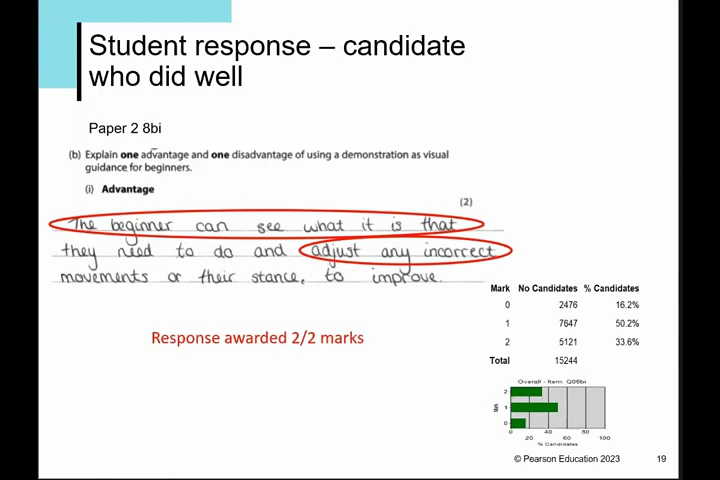 Student response – candidate
who did well
Paper 2 8bi
(b) Explain one advantage and one disadvantage of using a demonstration as visual
guidance for beginners.
(i) Advantage
(2)
The beginner can see what it is that
they need to do and adjust any incorrect
movements or their stance, to improve.
Response awarded 2/2 marks
Mark No Candidates % Candidates
0 2476 16.2%
1 7647 50.2%
2 5121 33.6%
Total 15244
Overall - Item: Q08bi
2
1
0
Mark
0 40 80
20 60 100
% Candidates
© Pearson Education 2023 19